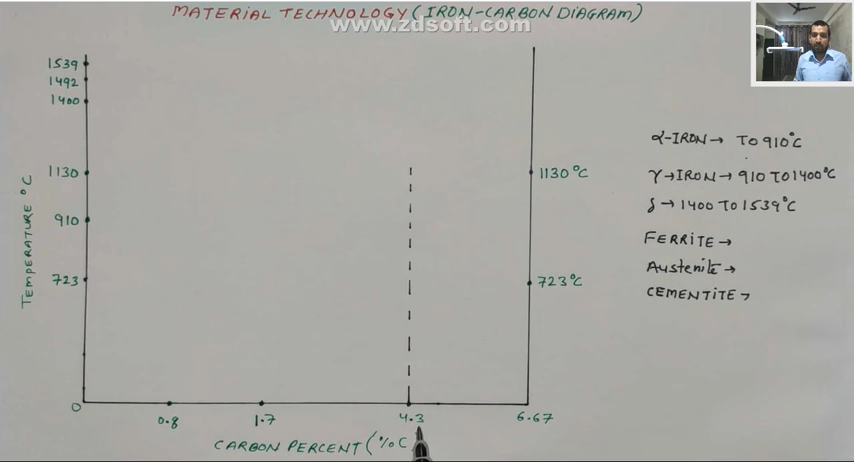 MATERIAL TECHNOLOGY (IRON-CARBON DIAGRAM)
www.zdsoft.com
1539
1492
1400
1130
910
723
0
TEMPERATURE °C
1130°C
723°C
0.8 1.7 4.3 6.67
CARBON PERCENT (%C
α-IRON→ TO 910°C
γ→IRON→ 910 TO 1400°C
δ→ 1400 TO 1539°C
FERRITE→
Austenite→
CEMENTITE→